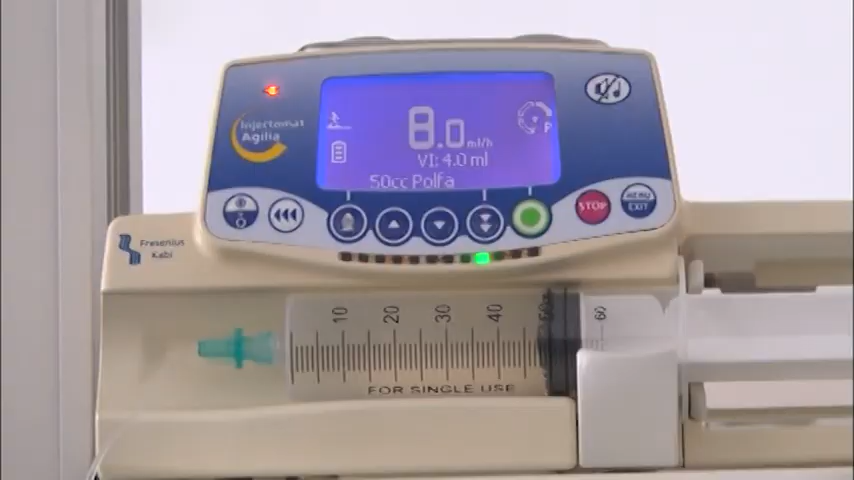 Injectomat
Agilia
8.0 ml/h
VI: 4.0 ml
50cc Polfa
P
STOP
MENU
EXIT
Fresenius
Kabi
10 20 30 40 50 60
FOR SINGLE USE